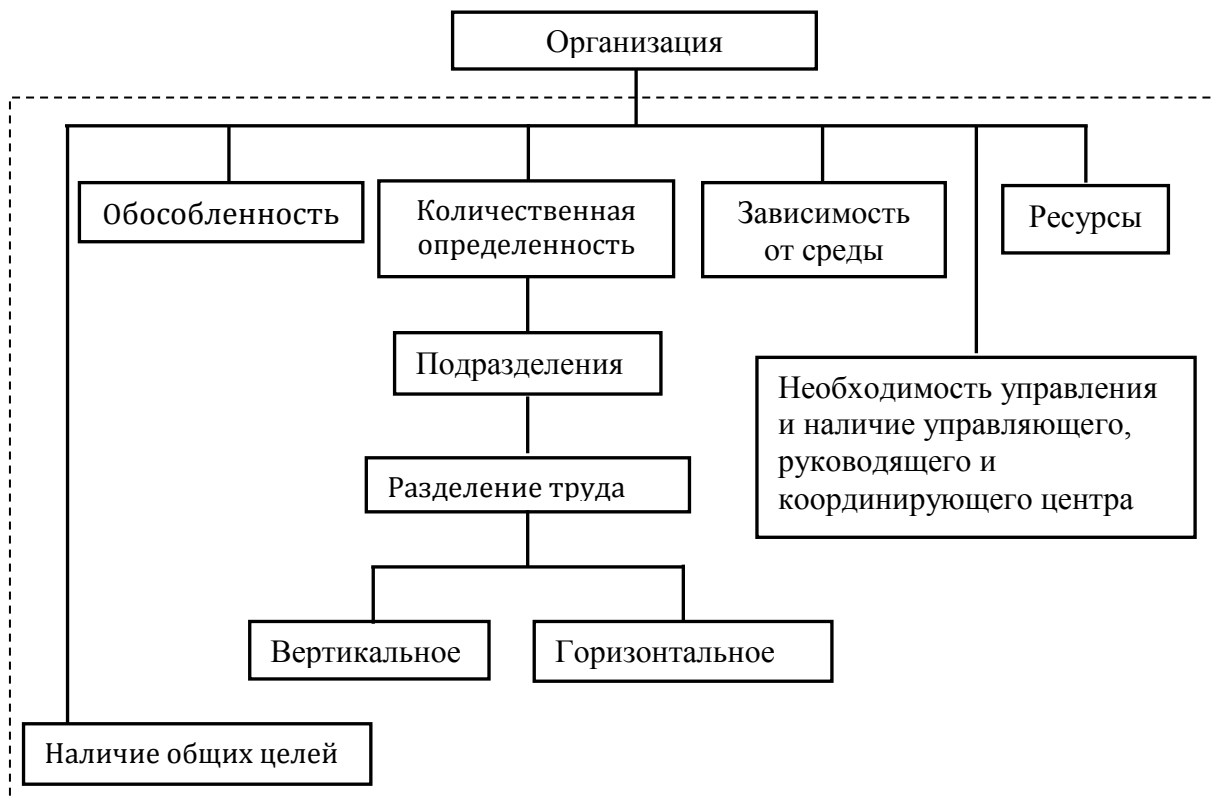 Организация
Обособленность
Количественная
определенность
Зависимость
от среды
Ресурсы
Подразделения
Необходимость управления
и наличие управляющего,
руководящего и
координирующего центра
Разделение труда
Вертикальное
Горизонтальное
Наличие общих целей